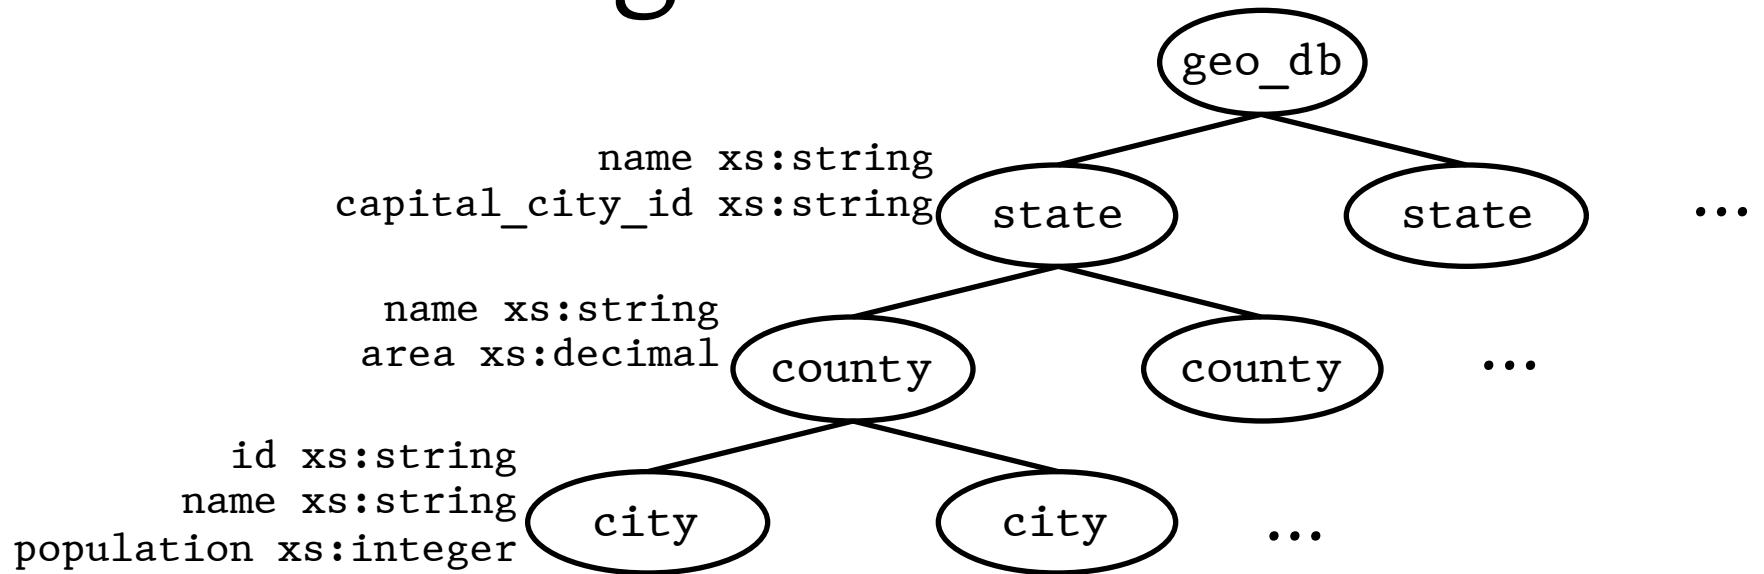 geo_db
name xs:string
capital_city_id xs:string
state
state
...
name xs:string
area xs:decimal
county
county
...
id xs:string
name xs:string
population xs:integer
city
city
...